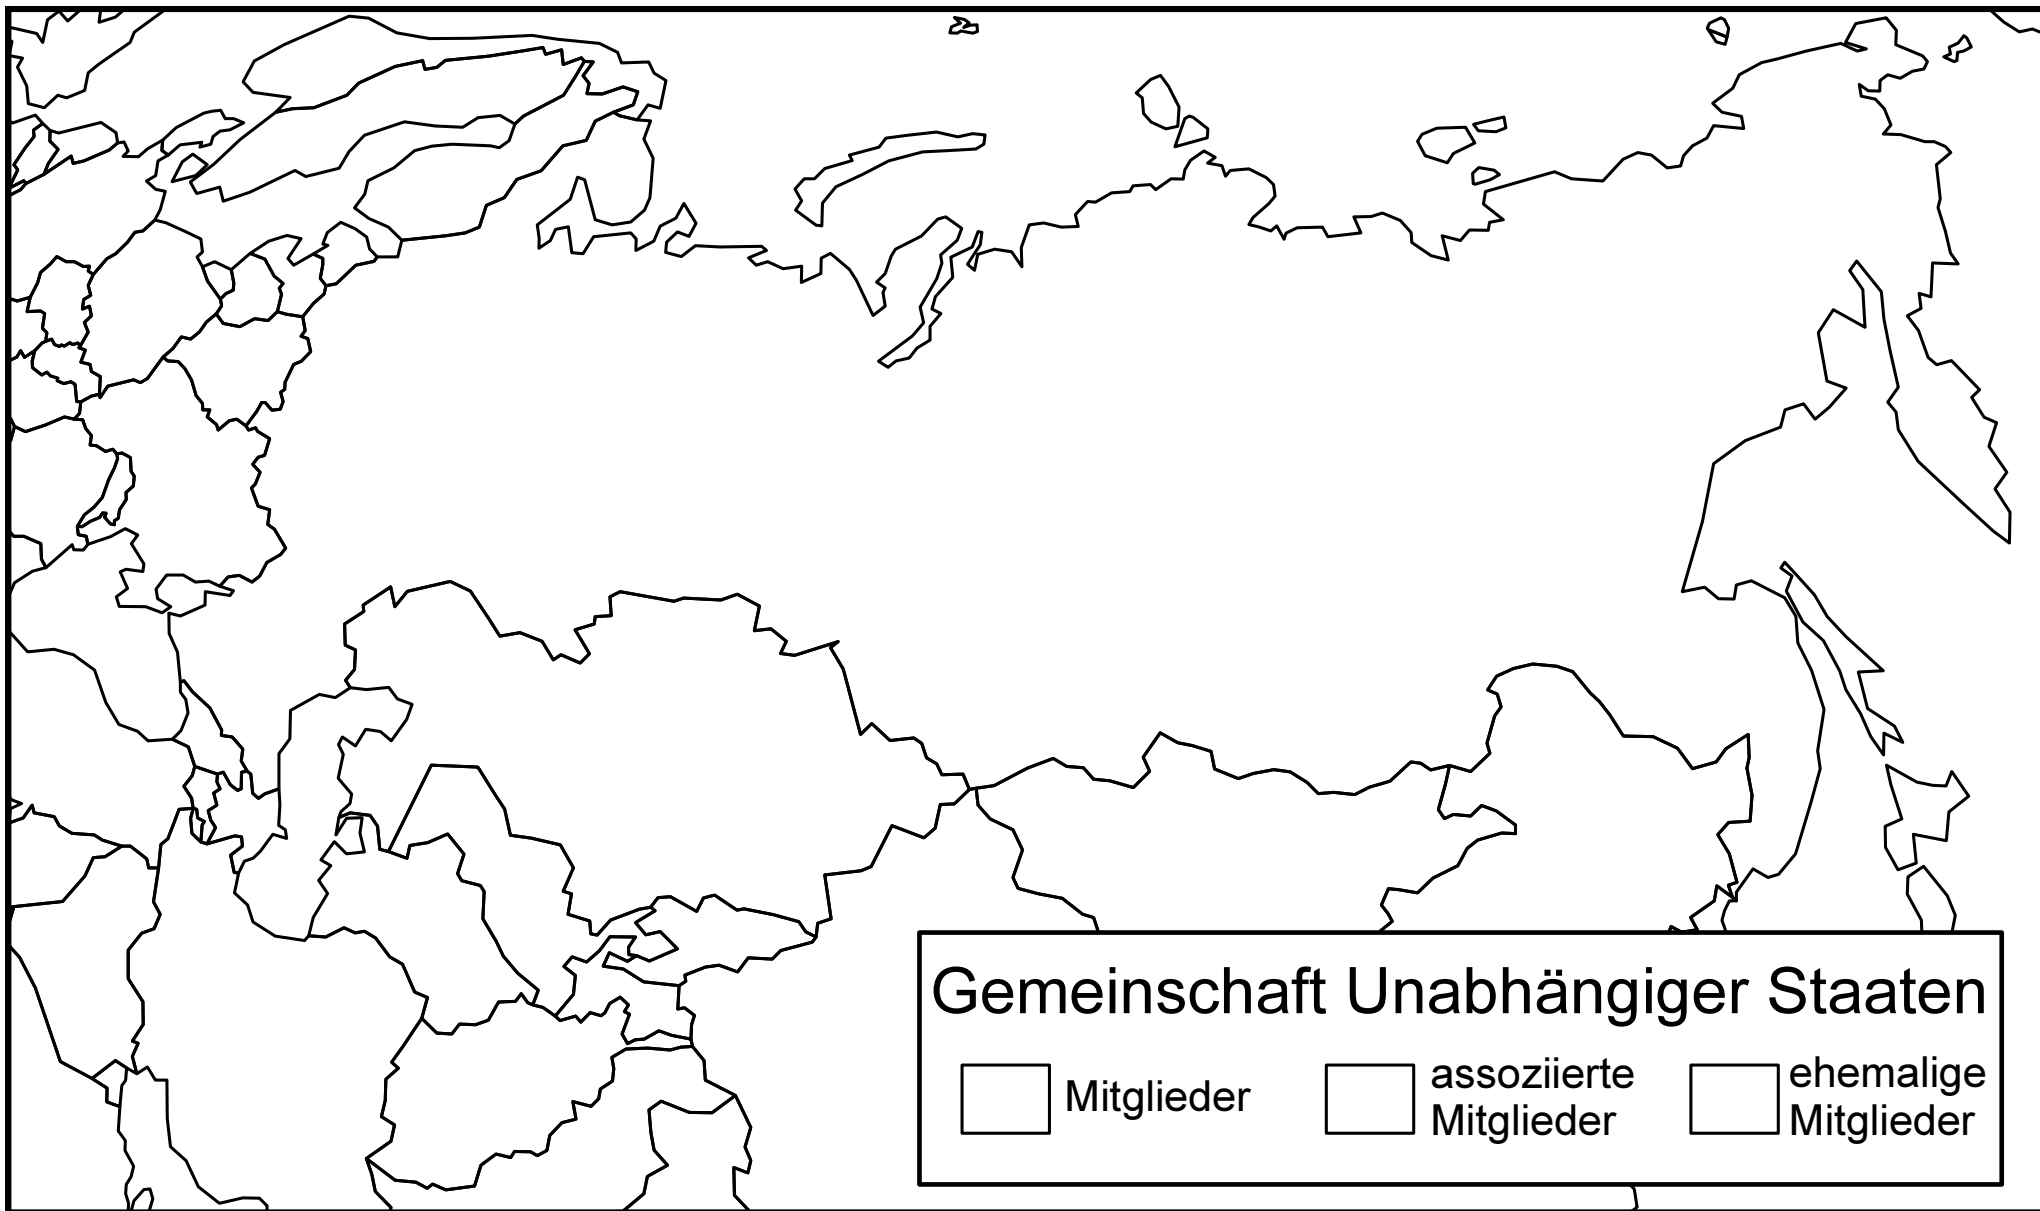 Gemeinschaft Unabhängiger Staaten
Mitglieder
assoziierte
Mitglieder
ehemalige
Mitglieder